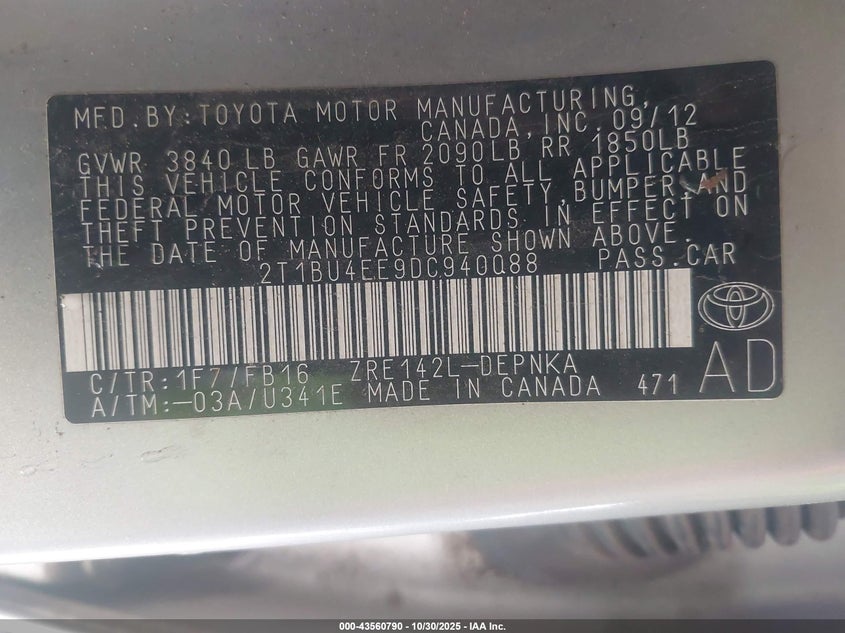 MFD. BY: TOYOTA MOTOR MANUFACTURING,
CANADA, INC. 09/12
GVWR 3840 LB GAWR FR 2090LB RR 1850LB
THIS VEHICLE CONFORMS TO ALL APPLICABLE
FEDERAL MOTOR VEHICLE SAFETY, BUMPER, AND
THEFT PREVENTION STANDARDS IN EFFECT ON
THE DATE OF MANUFACTURE SHOWN ABOVE.
2T1BU4EE9DC940088 PASS. CAR
C/TR: 1F7/FB16 ZRE142L-DEPNKA
A/TM: -03A/U341E MADE IN CANADA 471 AD
000-43560790 - 10/30/2025 - IAA Inc.